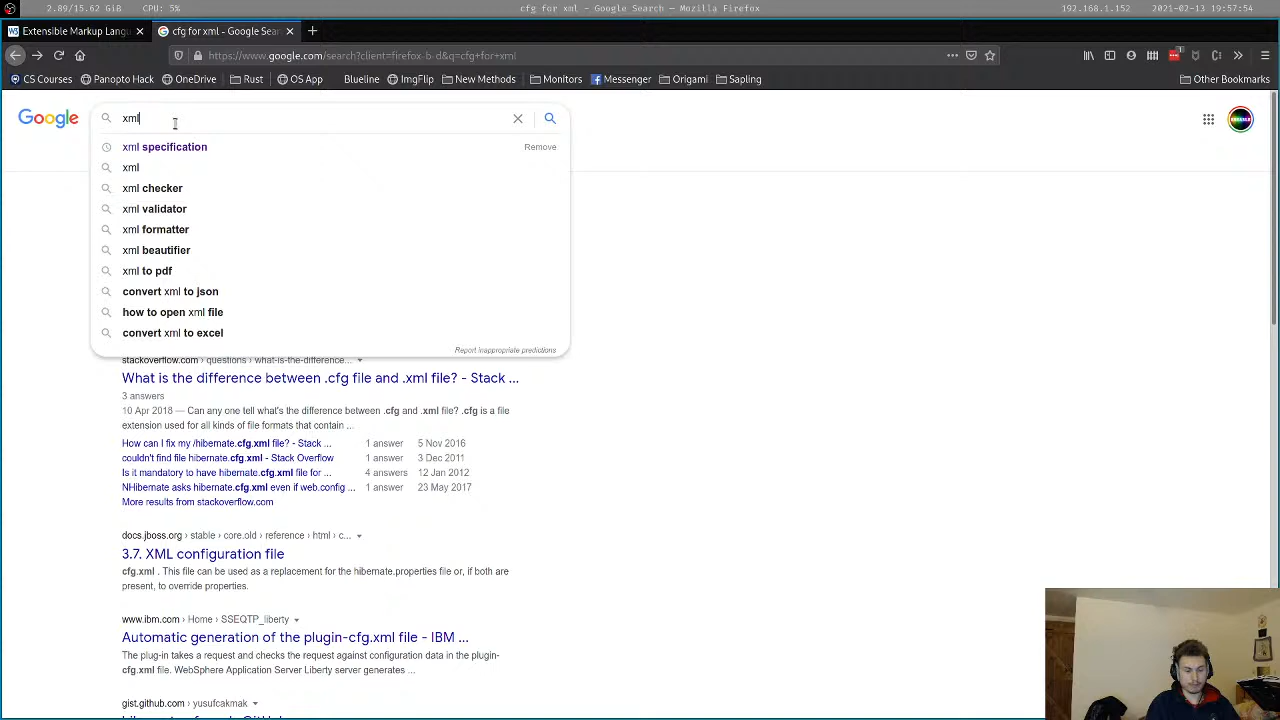 2.89/15.62 GiB CPU: 5% cfg for xml - Google Search - Mozilla Firefox 192.168.1.152 2021-02-13 19:57:54
Extensible Markup Langu cfg for xml - Google Sear
https://www.google.com/search?client=firefox-b-d&q=cfg+for+xml
CS Courses Panopto Hack OneDrive Rust OS App Blueline ImgFlip New Methods Monitors Messenger Origami Sapling Other Bookmarks
Google xml
xml specification Remove
xml
xml checker
xml validator
xml formatter
xml beautifier
xml to pdf
convert xml to json
how to open xml file
convert xml to excel
Report inappropriate predictions
stackoverflow.com › questions › what-is-the-difference...
What is the difference between .cfg file and .xml file? - Stack ...
3 answers
10 Apr 2018 — Can any one tell what's the difference between .cfg and .xml file? .cfg is a file
extension used for all kinds of file formats that contain ...
How can I fix my /hibernate.cfg.xml file? - Stack ... 1 answer 5 Nov 2016
couldn't find file hibernate.cfg.xml - Stack Overflow 1 answer 3 Dec 2011
Is it mandatory to have hibernate.cfg.xml file for ... 4 answers 12 Jan 2012
NHibernate asks hibernate.cfg.xml even if web.config ... 1 answer 23 May 2017
More results from stackoverflow.com
docs.jboss.org › stable › core.old › reference › html › c...
3.7. XML configuration file
cfg.xml . This file can be used as a replacement for the hibernate.properties file or, if both are
present, to override properties.
www.ibm.com › Home › SSEQTP_liberty
Automatic generation of the plugin-cfg.xml file - IBM ...
The plug-in takes a request and checks the request against configuration data in the plugin-
cfg.xml file. WebSphere Application Server Liberty server generates ...
gist.github.com › yusufcakmak